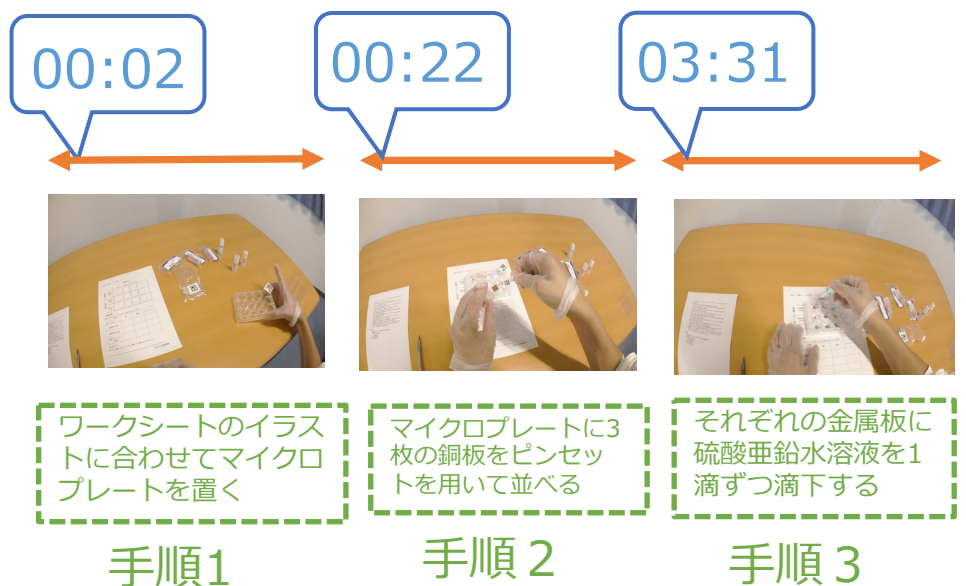 00:02
00:22
03:31
ワークシートのイラス
トに合わせてマイクロ
プレートを置く
マイクロプレートに3
枚の銅板をピンセッ
トを用いて並べる
それぞれの金属板に
硫酸亜鉛水溶液を1
滴ずつ滴下する
手順1
手順２
手順３